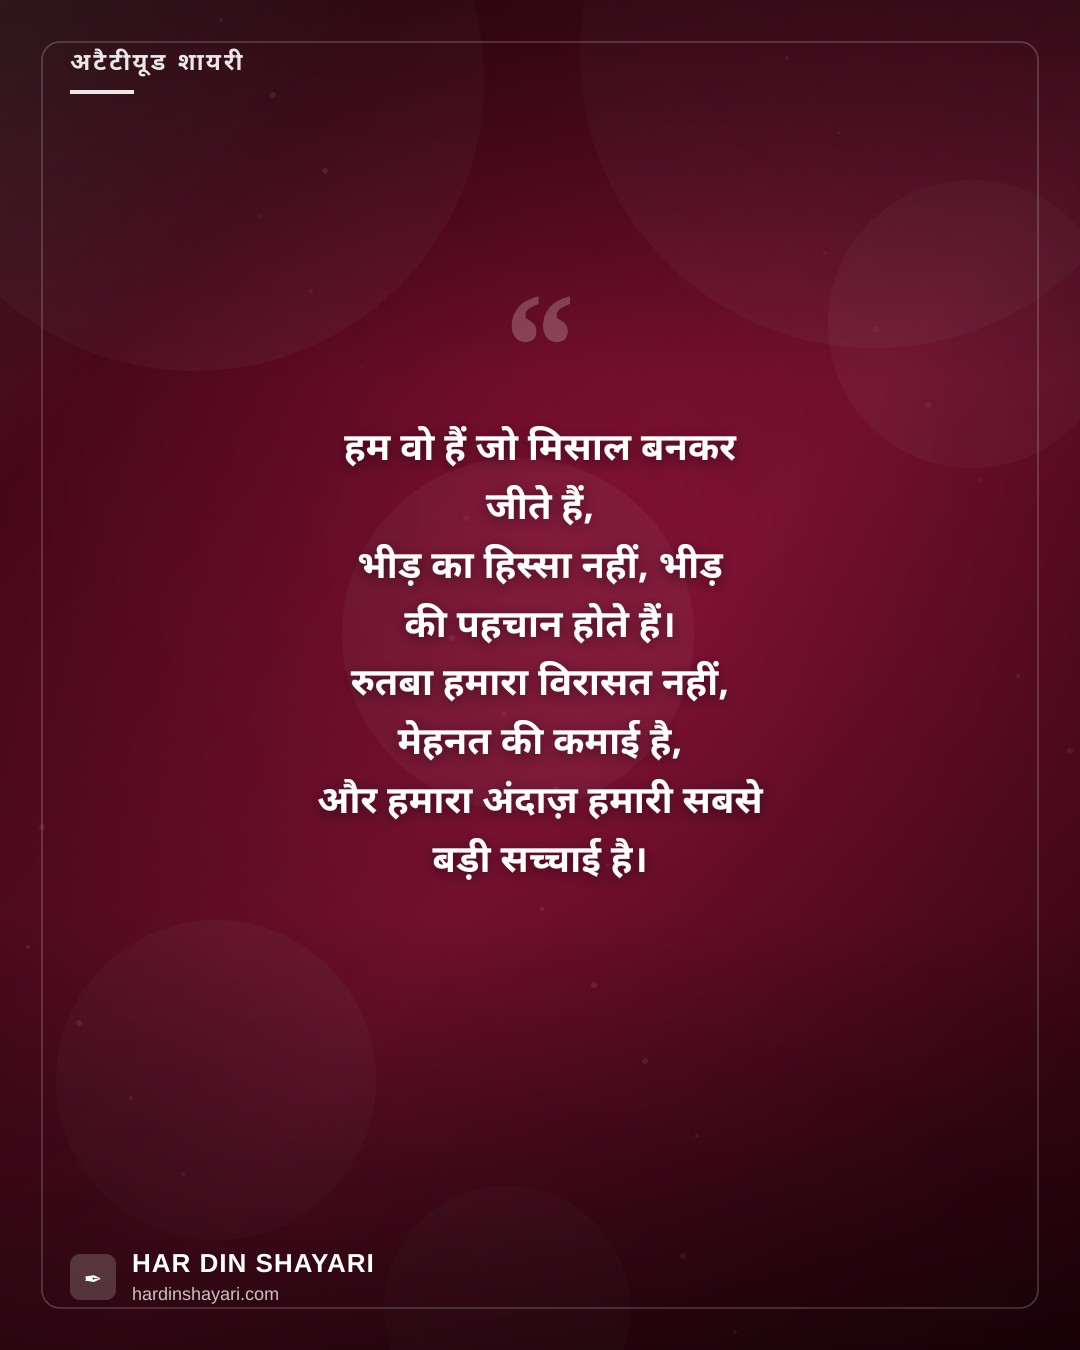 अटैटीयूड शायरी
“
हम वो हैं जो मिसाल बनकर
जीते हैं,
भीड़ का हिस्सा नहीं, भीड़
की पहचान होते हैं।
रुतबा हमारा विरासत नहीं,
मेहनत की कमाई है,
और हमारा अंदाज़ हमारी सबसे
बड़ी सच्चाई है।
HAR DIN SHAYARI
hardinshayari.com